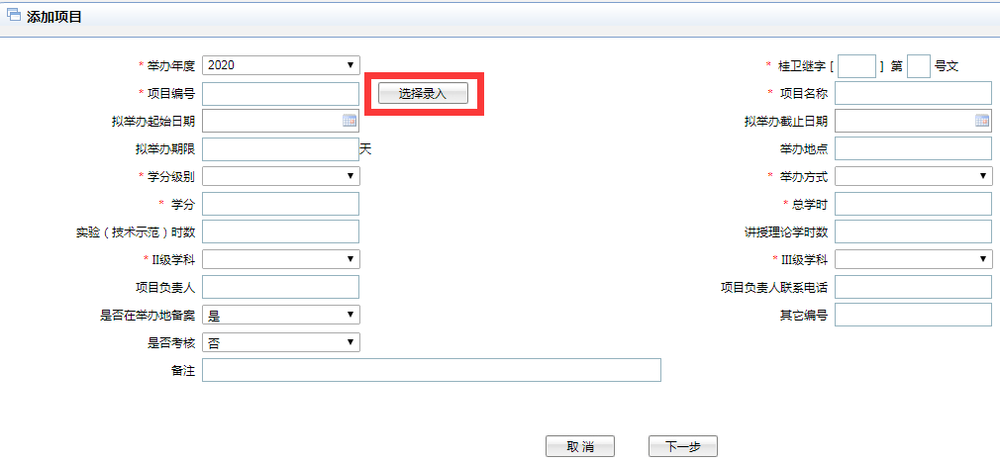 添加项目
* 举办年度 2020 * 桂卫继字 [ ] 第 号文
* 项目编号 选择录入 * 项目名称
拟举办起始日期 拟举办截止日期
拟举办期限 天 举办地点
* 学分级别 * 举办方式
* 学分 * 总学时
实验（技术示范）时数 讲授理论学时数
* II级学科 * III级学科
项目负责人 项目负责人联系电话
是否在举办地备案 是 其它编号
是否考核 否
备注
取 消 下一步